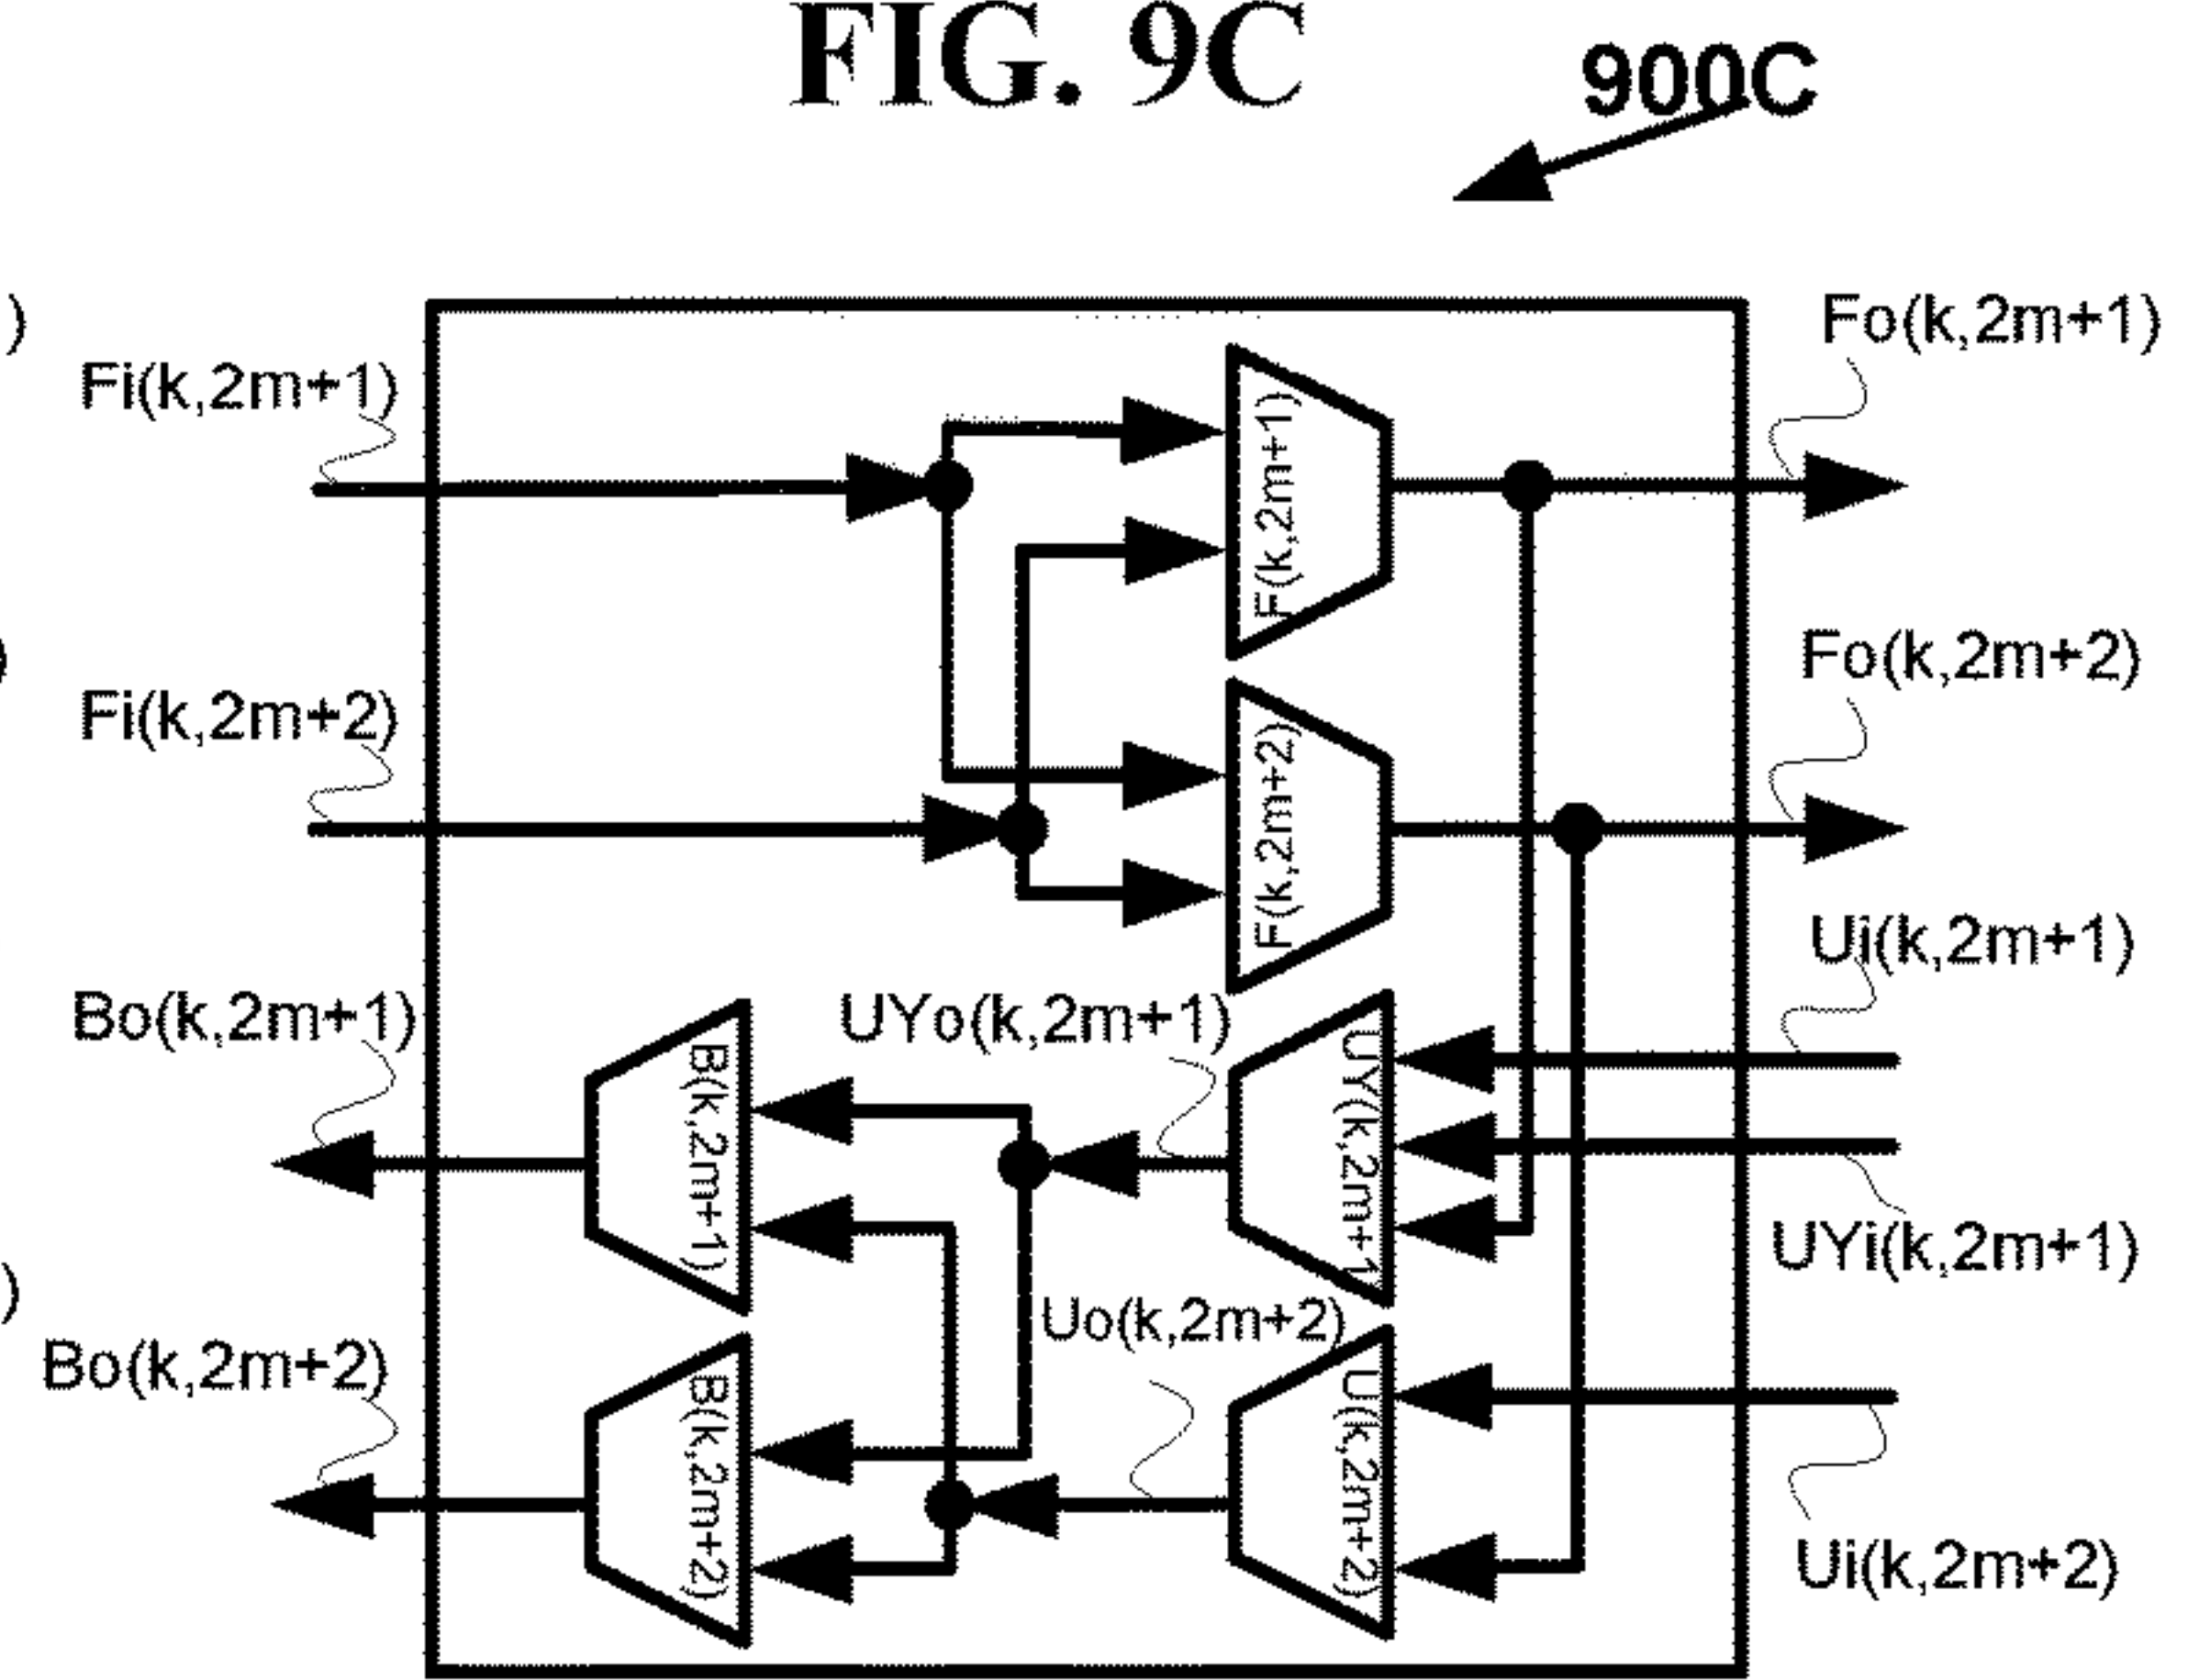 FIG. 9C
900C
)
Fo(k,2m+1)
Fi(k,2m+1)
F(k,2m+1)
)
Fo(k,2m+2)
Fi(k,2m+2)
F(k,2m+2)
Ui(k,2m+1)
Bo(k,2m+1)
UYo(k,2m+1)
B(k,2m+1)
UY(k,2m+1
UYi(k,2m+1)
)
Uo(k,2m+2)
Bo(k,2m+2)
B(k,2m+2)
U(k,2m+2)
Ui(k,2m+2)